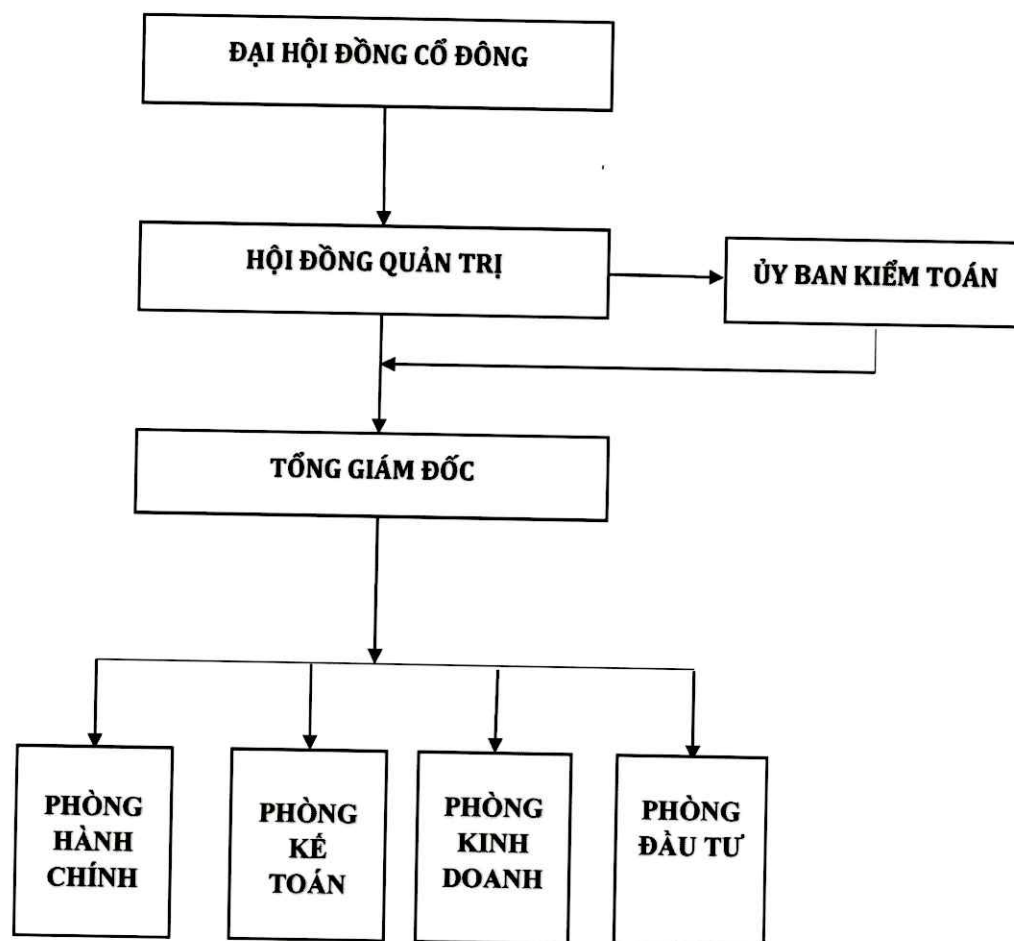 ĐẠI HỘI ĐỒNG CỔ ĐÔNG
HỘI ĐỒNG QUẢN TRỊ
ỦY BAN KIỂM TOÁN
TỔNG GIÁM ĐỐC
PHÒNG
HÀNH
CHÍNH
PHÒNG
KẾ
TOÁN
PHÒNG
KINH
DOANH
PHÒNG
ĐẦU TƯ